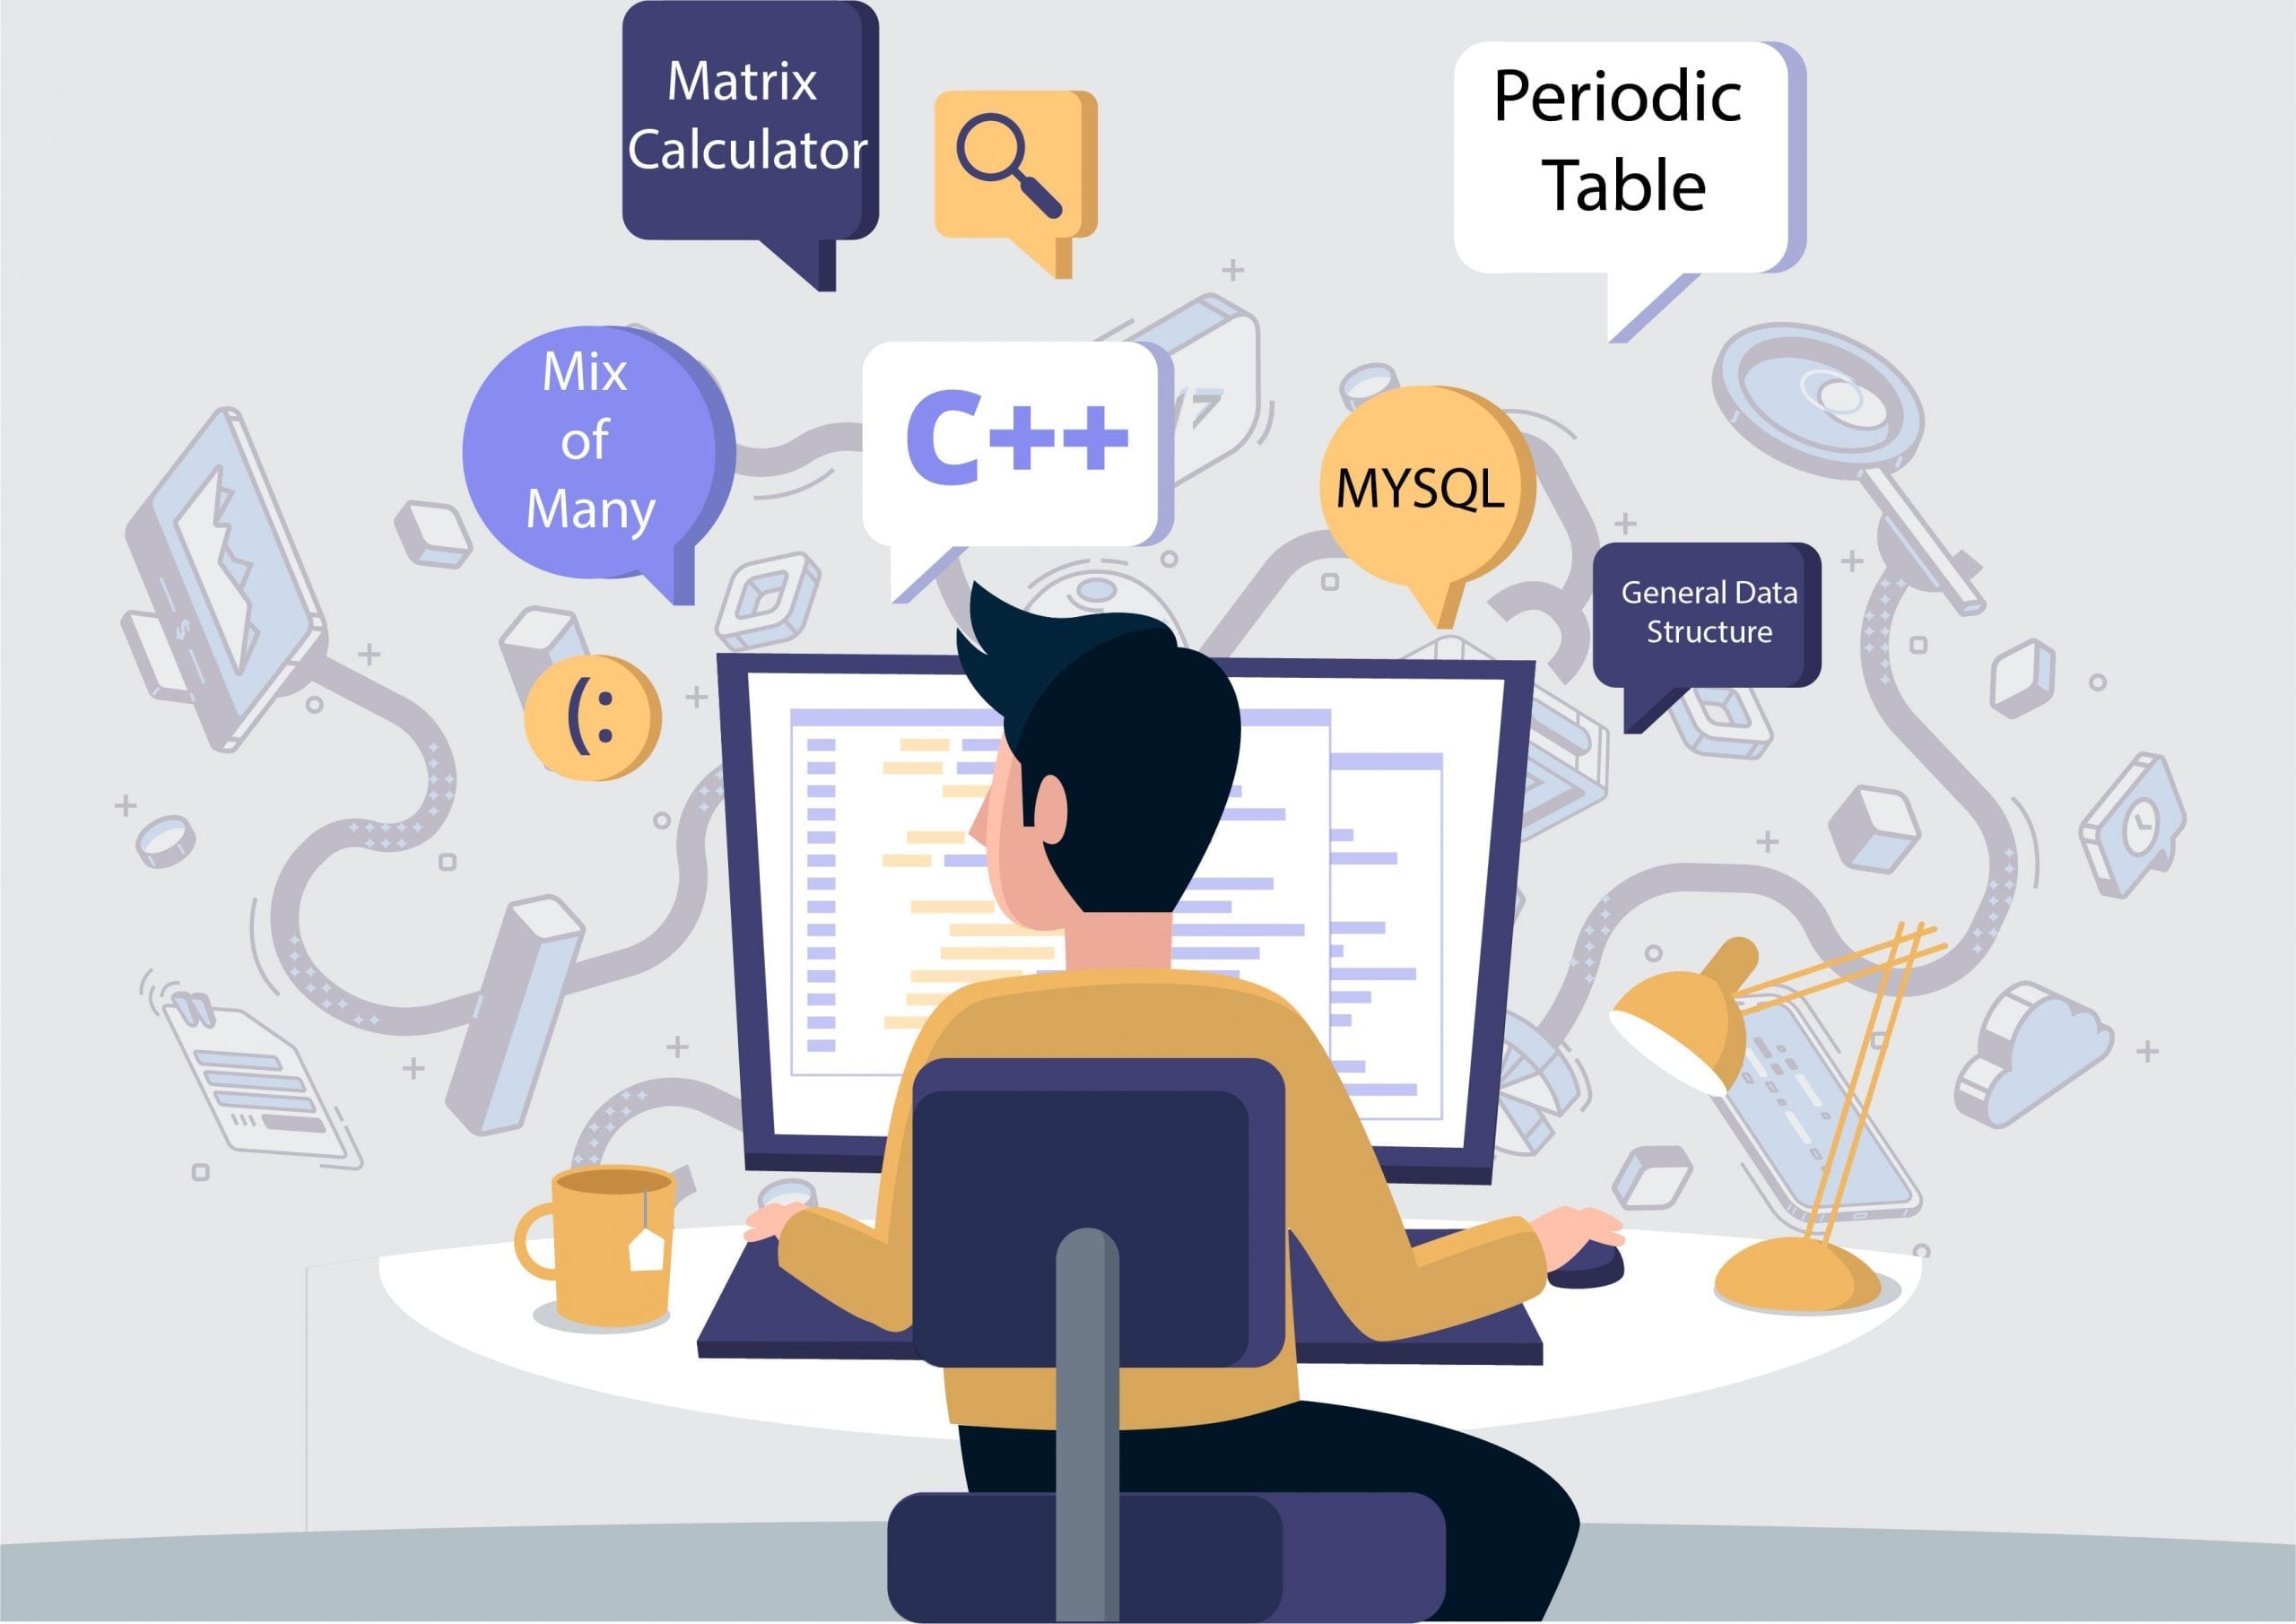 Matrix
Calculator
Periodic
Table
Mix
of
Many
C++
MYSQL
General Data
Structure
(: